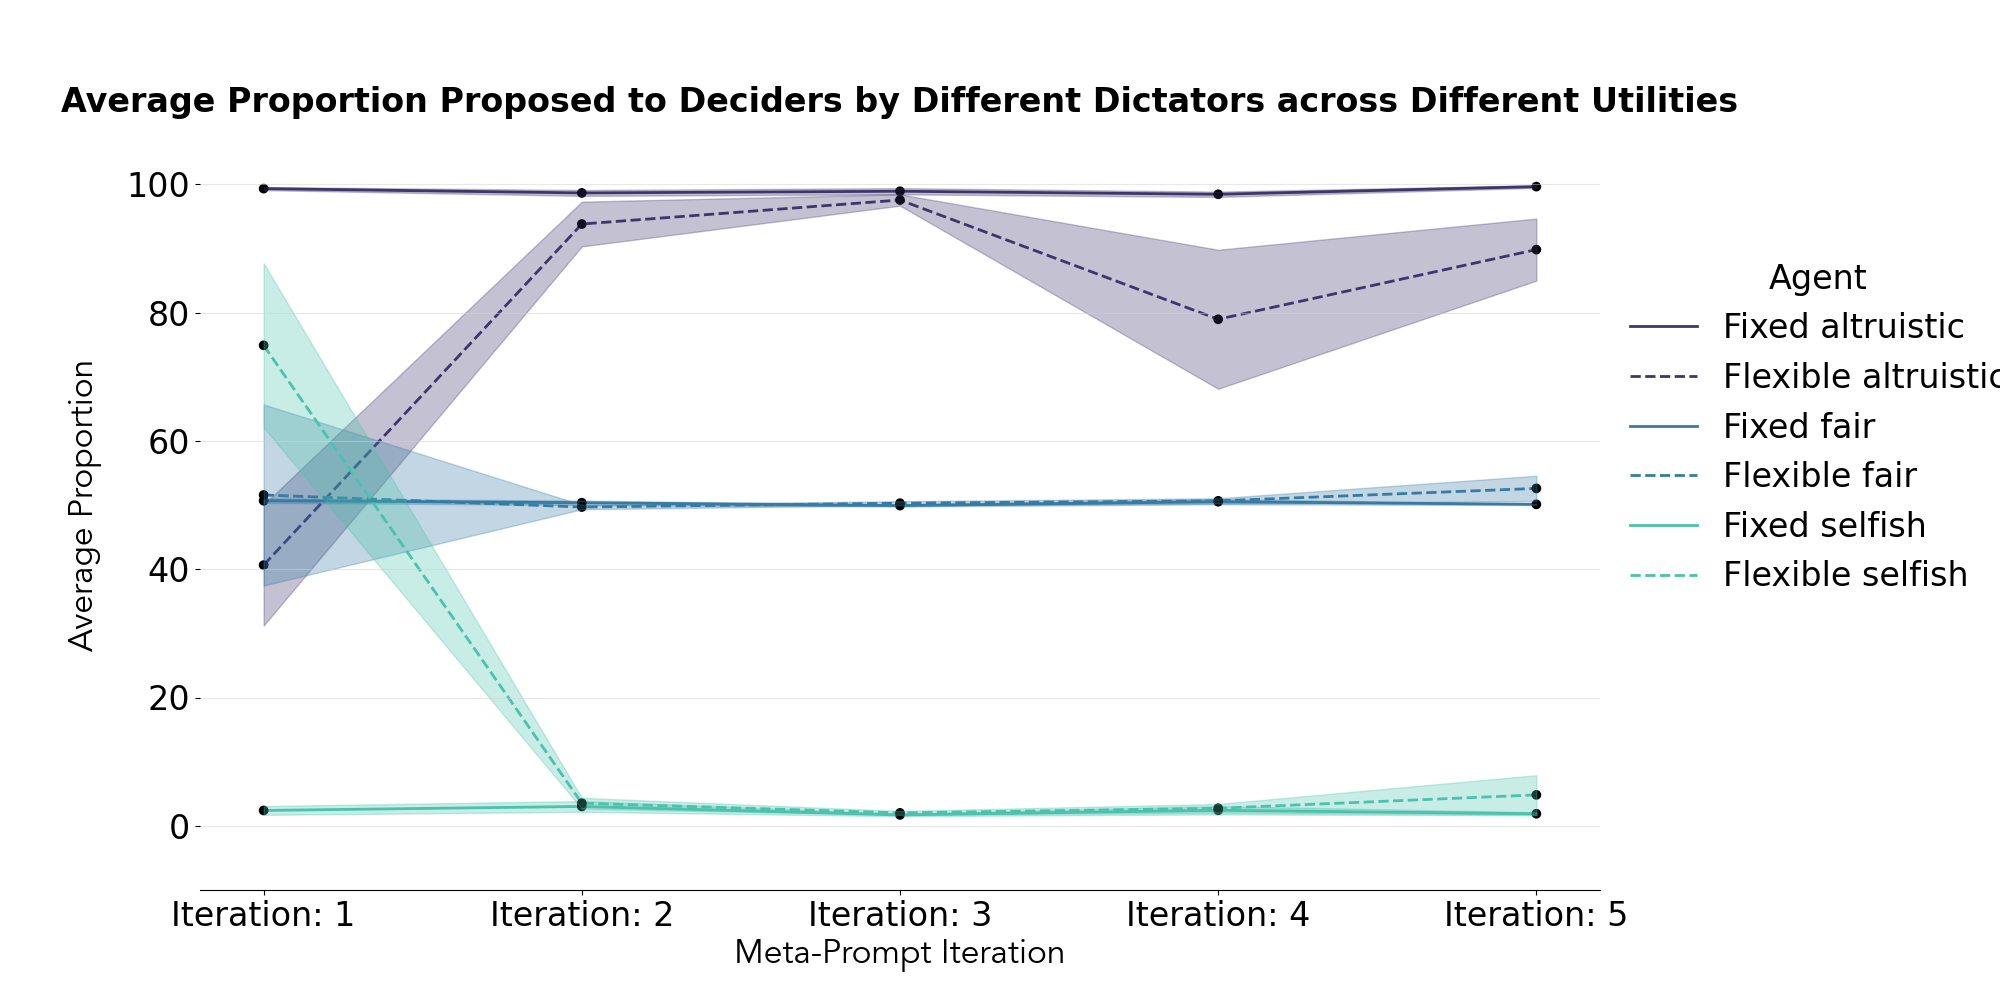 Average Proportion Proposed to Deciders by Different Dictators across Different Utilities
100
80
60
40
20
0
Average Proportion
Iteration: 1
Iteration: 2
Iteration: 3
Iteration: 4
Iteration: 5
Meta-Prompt Iteration
Agent
Fixed altruistic
Flexible altruistic
Fixed fair
Flexible fair
Fixed selfish
Flexible selfish